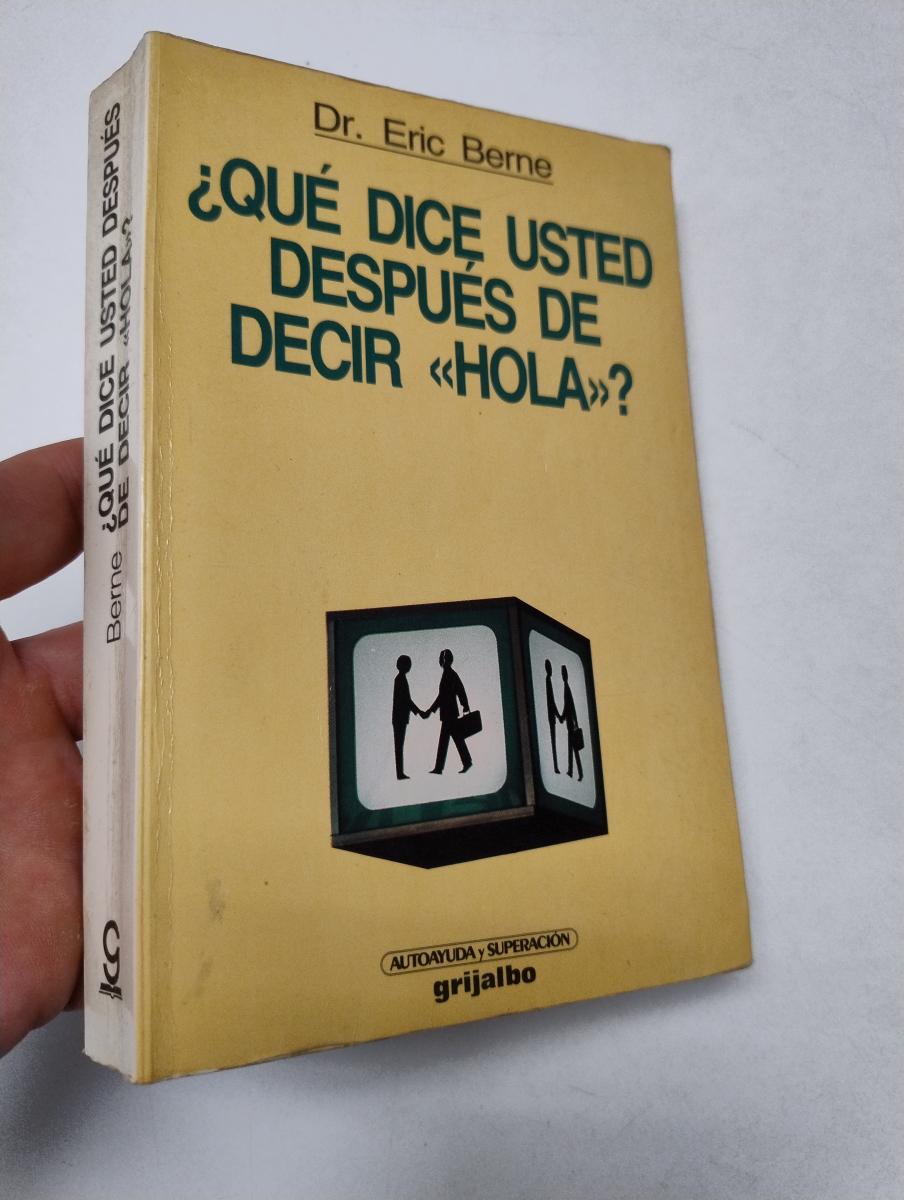 Dr. Eric Berne
¿QUÉ DICE USTED
DESPUÉS DE
DECIR «HOLA»?
AUTOAYUDA y SUPERACIÓN
grijalbo
Berne ¿QUÉ DICE USTED DESPUÉS
DE DECIR «HOLA»?